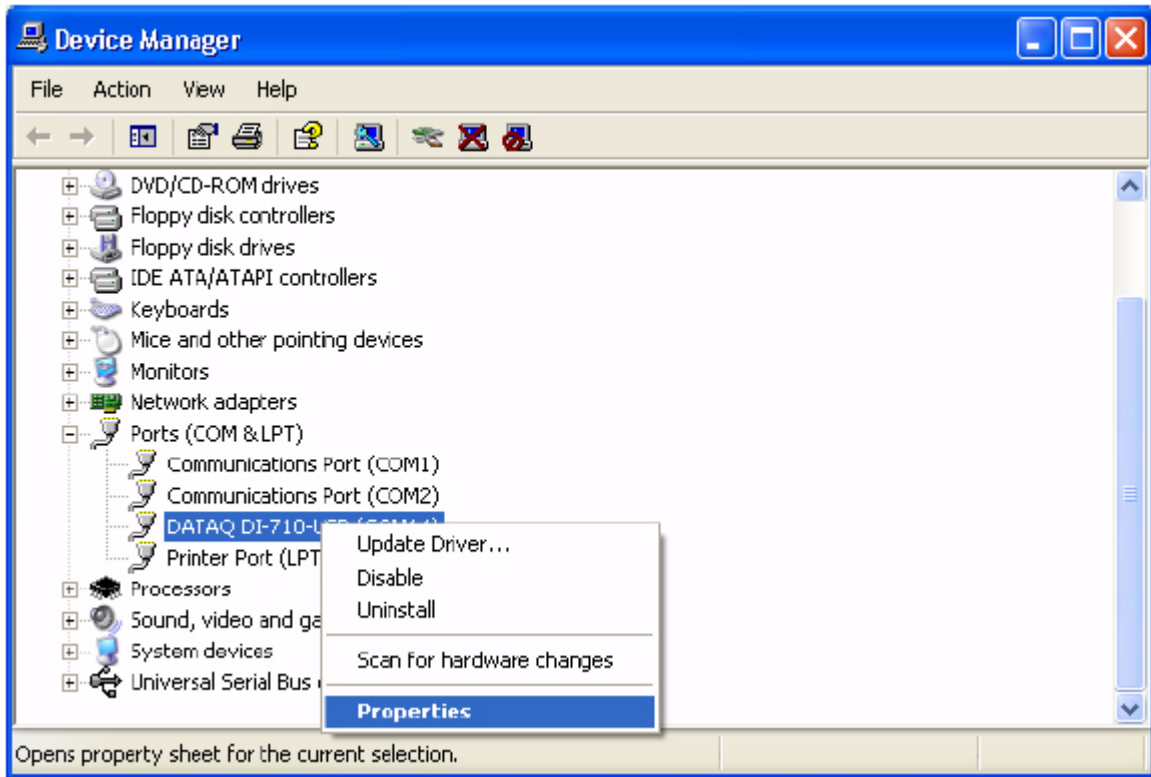 Device Manager
File Action View Help
DVD/CD-ROM drives
Floppy disk controllers
Floppy disk drives
IDE ATA/ATAPI controllers
Keyboards
Mice and other pointing devices
Monitors
Network adapters
Ports (COM & LPT)
Communications Port (COM1)
Communications Port (COM2)
DATAQ DI-710-
Printer Port (LPT
Processors
Sound, video and ga
System devices
Universal Serial Bus
Update Driver...
Disable
Uninstall
Scan for hardware changes
Properties
Opens property sheet for the current selection.